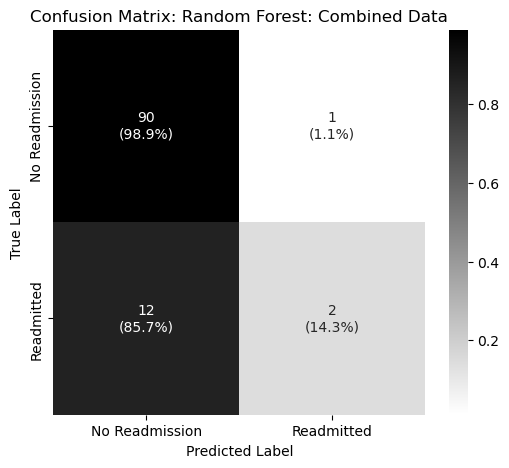 Confusion Matrix: Random Forest: Combined Data
True Label
No Readmission
Readmitted
90
(98.9%)
1
(1.1%)
12
(85.7%)
2
(14.3%)
0.8
0.6
0.4
0.2
No Readmission
Readmitted
Predicted Label